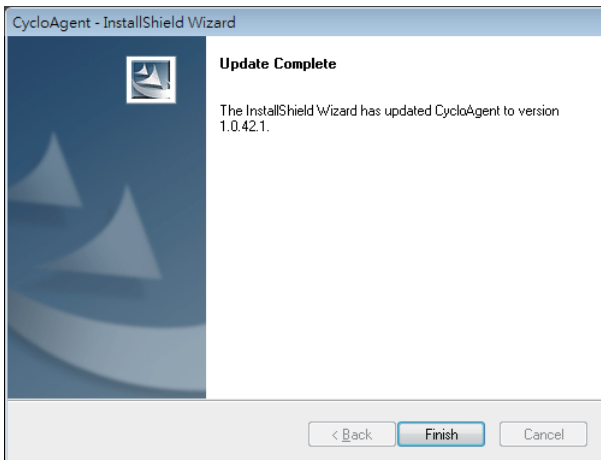 CycloAgent - InstallShield Wizard
Update Complete
The InstallShield Wizard has updated CycloAgent to version
1.0.42.1.
< Back
Finish
Cancel